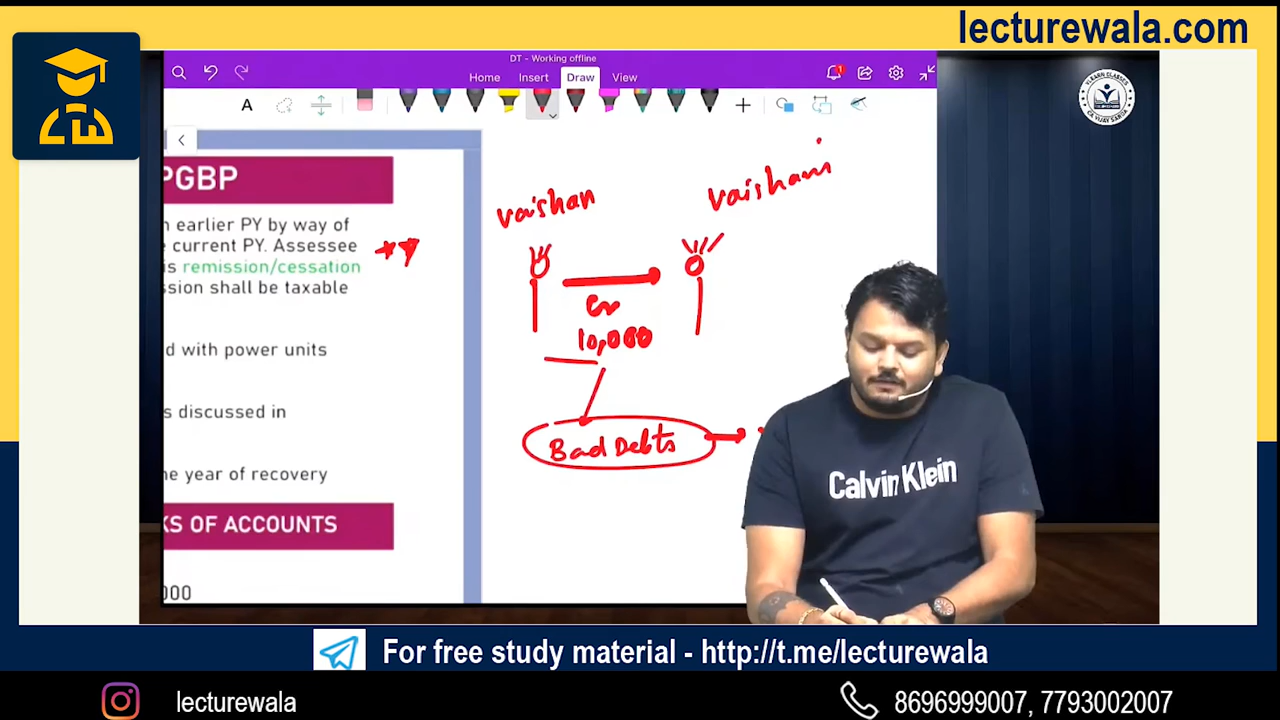 lecturewala.com
DT - Working offline
Home Insert Draw View
A
PGBP
n earlier PY by way of
e current PY. Assessee
is remission/cessation
ssion shall be taxable
d with power units
s discussed in
he year of recovery
KS OF ACCOUNTS
000
vaishan
vaishani
Cr
10,000
Bad Debts
Calvin Klein
For free study material - http://t.me/lecturewala
lecturewala
8696999007, 7793002007